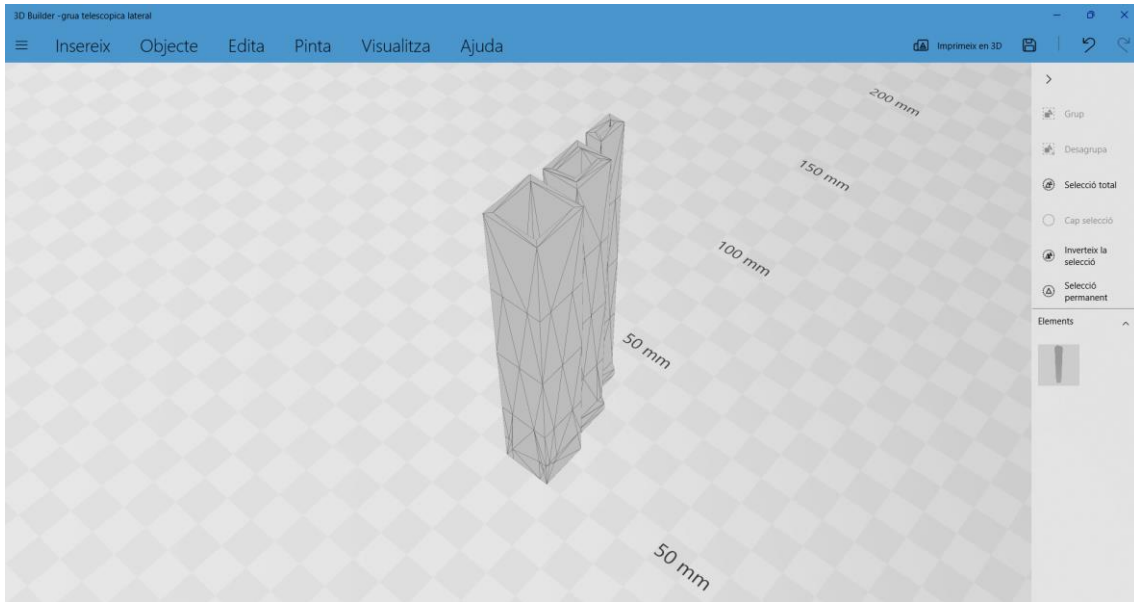 3D Builder -grua telescopica lateral
Insereix Objecte Edita Pinta Visualitza Ajuda
Imprimeix en 3D
200 mm
150 mm
100 mm
50 mm
50 mm
Grup
Desagrupa
Selecció total
Cap selecció
Inverteix la
selecció
Selecció
permanent
Elements